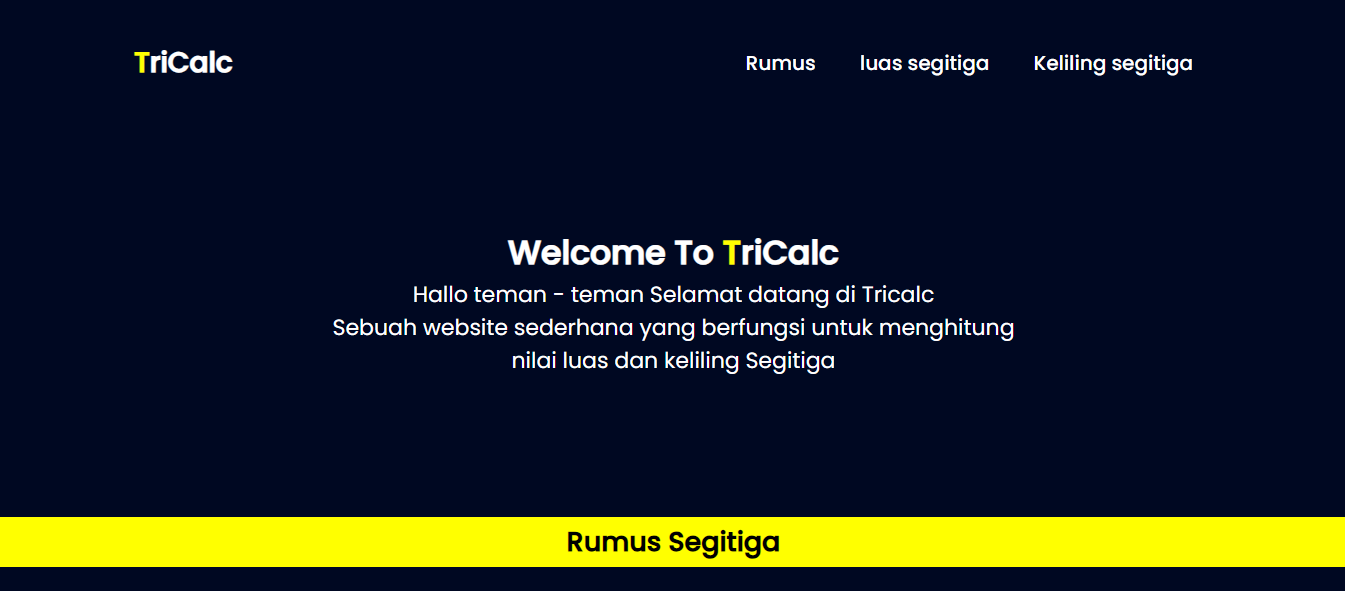 TriCalc
Rumus luas segitiga Keliling segitiga
Welcome To TriCalc
Hallo teman - teman Selamat datang di Tricalc
Sebuah website sederhana yang berfungsi untuk menghitung
nilai luas dan keliling Segitiga
Rumus Segitiga